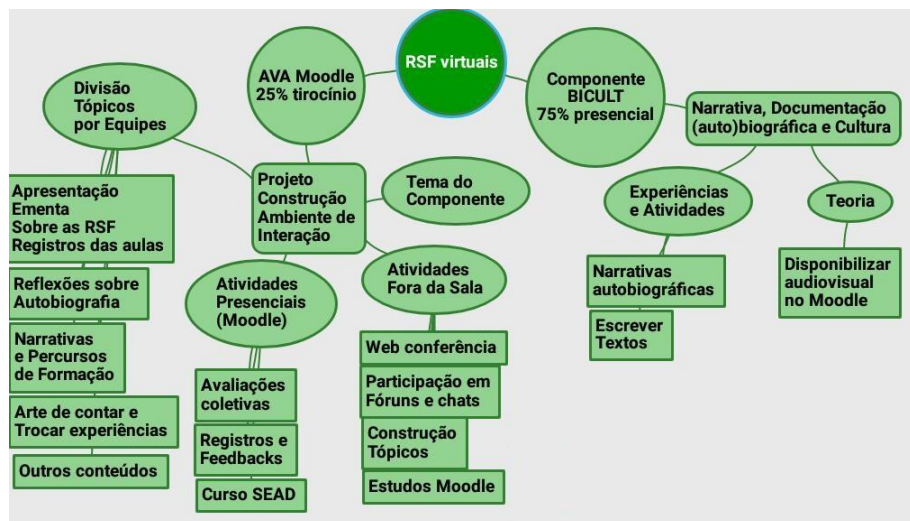 RSF virtuais
AVA Moodle
25% tirocínio
Componente
BICULT
75% presencial
Divisão
Tópicos
por Equipes
Narrativa, Documentação
(auto)biográfica e Cultura
Projeto
Construção
Ambiente de
Interação
Tema do
Componente
Experiências
e Atividades
Teoria
Apresentação
Ementa
Sobre as RSF
Registros das aulas
Reflexões sobre
Autobiografia
Narrativas
e Percursos
de Formação
Arte de contar e
Trocar experiências
Outros conteúdos
Atividades
Presenciais
(Moodle)
Avaliações
coletivas
Registros e
Feedbacks
Curso SEAD
Atividades
Fora da Sala
Web conferência
Participação em
Fóruns e chats
Construção
Tópicos
Estudos Moodle
Narrativas
autobiográficas
Escrever
Textos
Disponibilizar
audiovisual
no Moodle